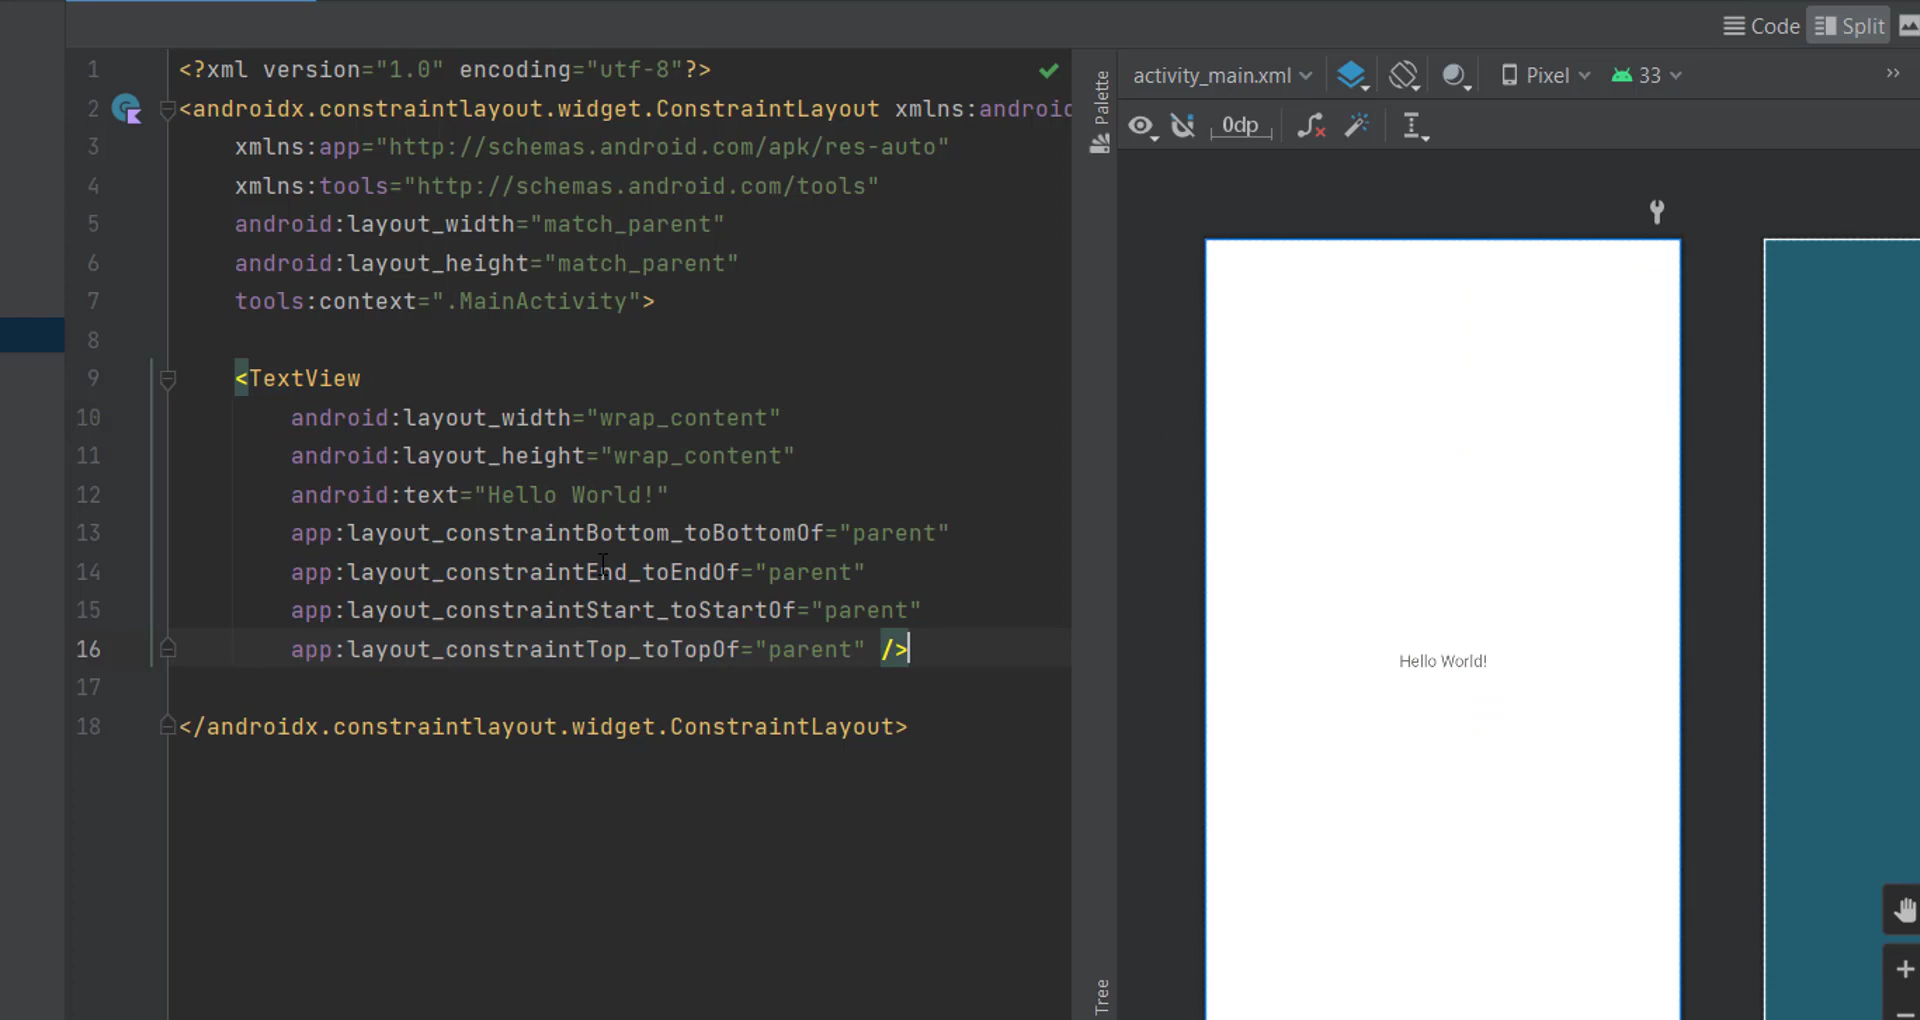 Code Split
1 <?xml version="1.0" encoding="utf-8"?>
2 <androidx.constraintlayout.widget.ConstraintLayout xmlns:android
3 xmlns:app="http://schemas.android.com/apk/res-auto"
4 xmlns:tools="http://schemas.android.com/tools"
5 android:layout_width="match_parent"
6 android:layout_height="match_parent"
7 tools:context=".MainActivity">
8
9 <TextView
10 android:layout_width="wrap_content"
11 android:layout_height="wrap_content"
12 android:text="Hello World!"
13 app:layout_constraintBottom_toBottomOf="parent"
14 app:layout_constraintEnd_toEndOf="parent"
15 app:layout_constraintStart_toStartOf="parent"
16 app:layout_constraintTop_toTopOf="parent" />
17
18 </androidx.constraintlayout.widget.ConstraintLayout>
Palette
Tree
activity_main.xml Pixel 33 »
0dp
Hello World!